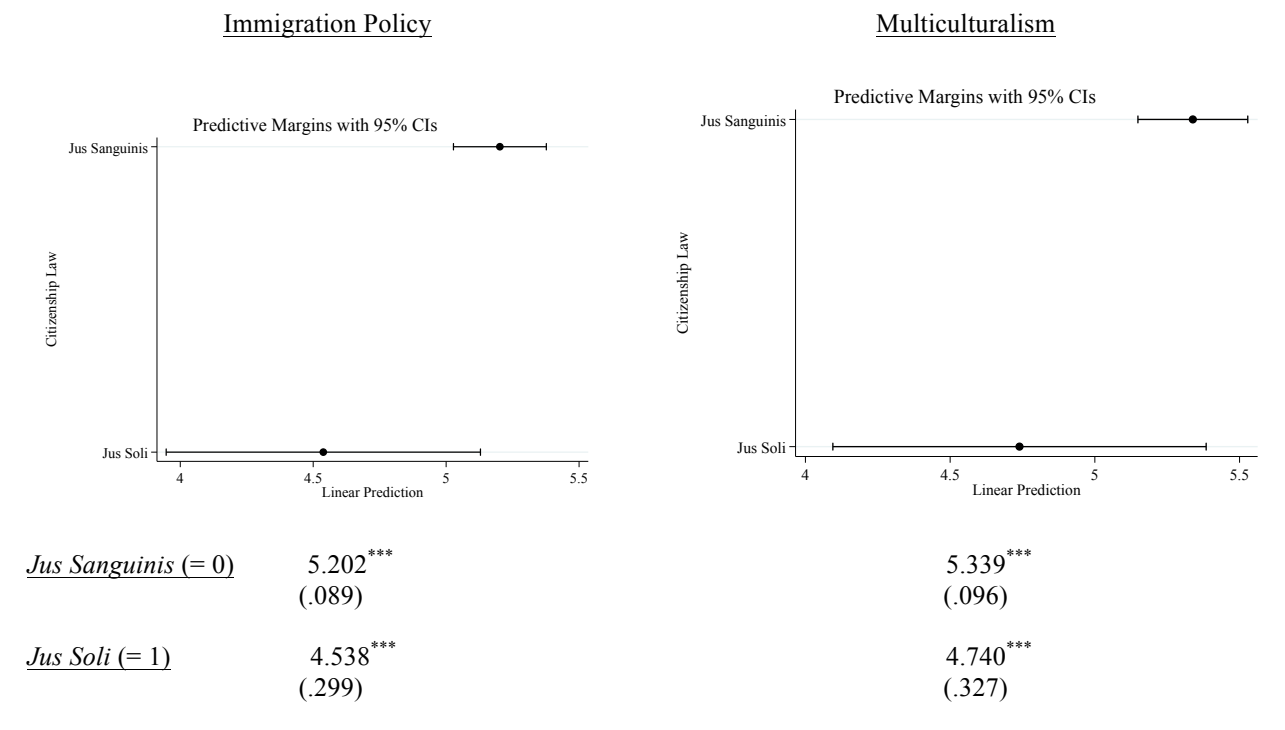 Immigration Policy
Multiculturalism
Predictive Margins with 95% CIs
Jus Sanguinis
Citizenship Law
Jus Soli
4 4.5 5 5.5
Linear Prediction
Predictive Margins with 95% CIs
Jus Sanguinis
Citizenship Law
Jus Soli
4 4.5 5 5.5
Linear Prediction
Jus Sanguinis (= 0) 5.202*** 5.339***
(.089) (.096)
Jus Soli (= 1) 4.538*** 4.740***
(.299) (.327)